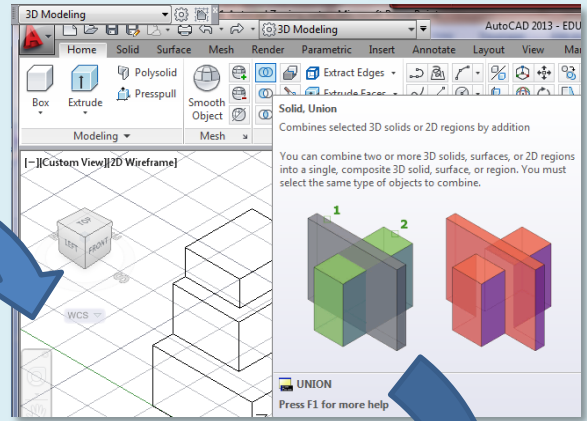 3D Modeling
3D Modeling
AutoCAD 2013 - EDU
Home Solid Surface Mesh Render Parametric Insert Annotate Layout View Ma
Polysolid
Presspull
Box
Extrude
Smooth
Object
Extract Edges
Extrude Faces
Modeling
Mesh
Solid, Union
Combines selected 3D solids or 2D regions by addition
You can combine two or more 3D solids, surfaces, or 2D regions
into a single, composite 3D solid, surface, or region. You must
select the same type of objects to combine.
[−][Custom View][2D Wireframe]
TOP
LEFT
FRONT
WCS
1
2
UNION
Press F1 for more help